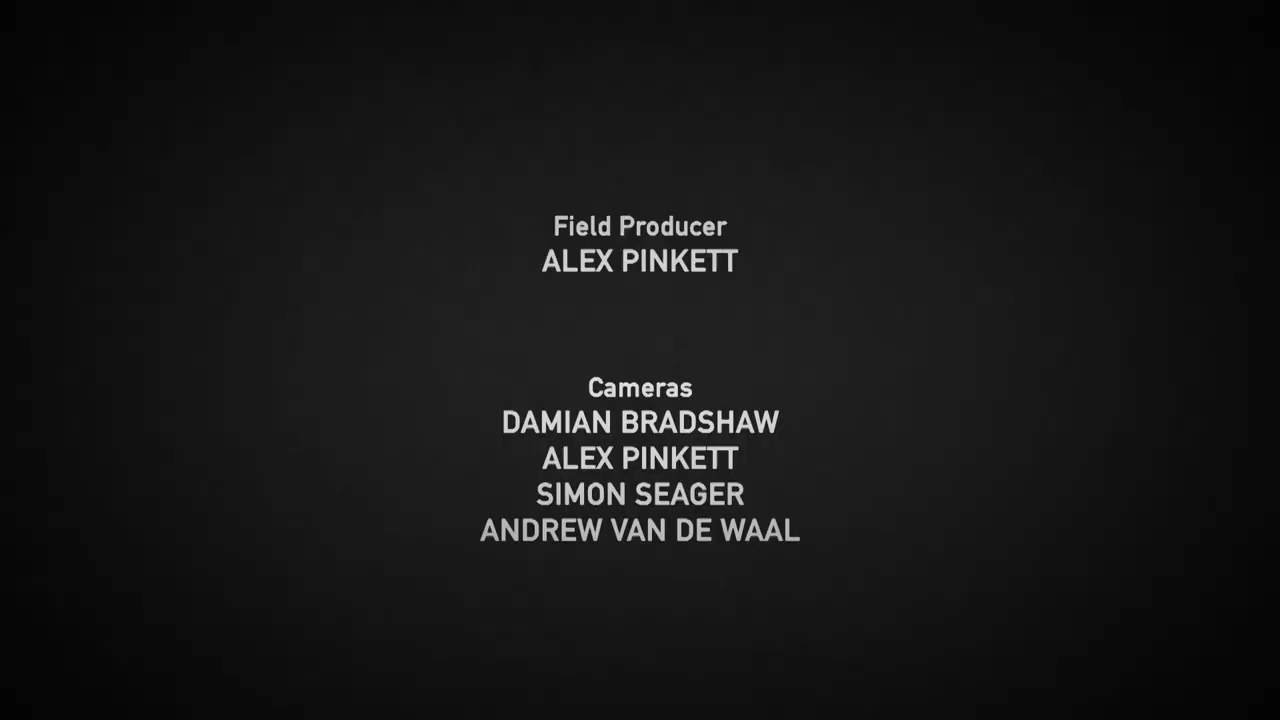 Field Producer
ALEX PINKETT
Cameras
DAMIAN BRADSHAW
ALEX PINKETT
SIMON SEAGER
ANDREW VAN DE WAAL